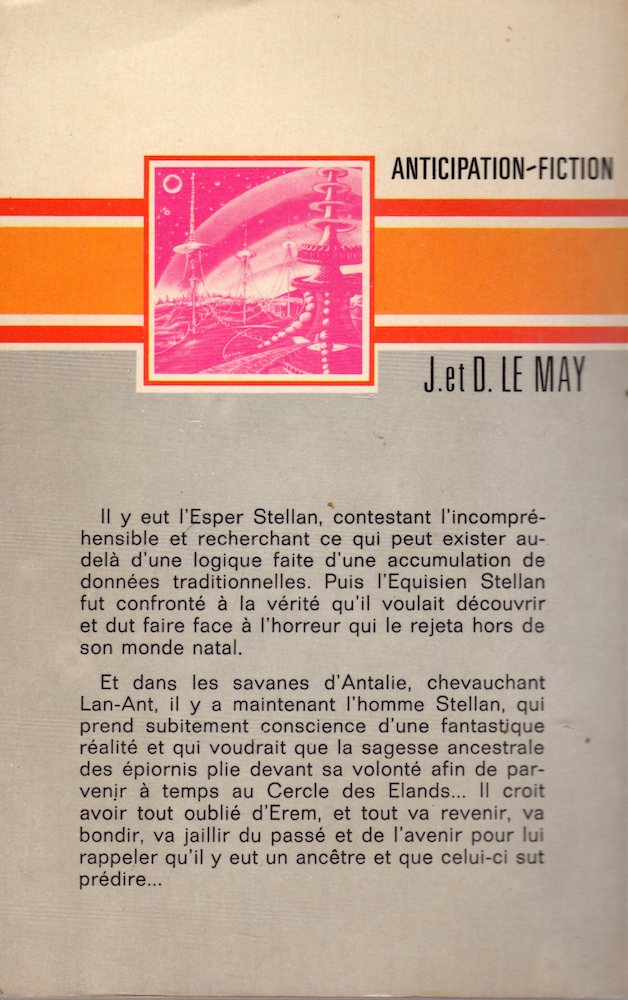 ANTICIPATION-FICTION
J. et D. LE MAY
Il y eut l'Esper Stellan, contestant l'incompré-
hensible et recherchant ce qui peut exister au-
delà d'une logique faite d'une accumulation de
données traditionnelles. Puis l'Equisien Stellan
fut confronté à la vérité qu'il voulait découvrir
et dut faire face à l'horreur qui le rejeta hors de
son monde natal.
Et dans les savanes d'Antalie, chevauchant
Lan-Ant, il y a maintenant l'homme Stellan, qui
prend subitement conscience d'une fantastique
réalité et qui voudrait que la sagesse ancestrale
des épiornis plie devant sa volonté afin de par-
venir à temps au Cercle des Elands... Il croit
avoir tout oublié d'Erem, et tout va revenir, va
bondir, va jaillir du passé et de l'avenir pour lui
rappeler qu'il y eut un ancêtre et que celui-ci sut
prédire...